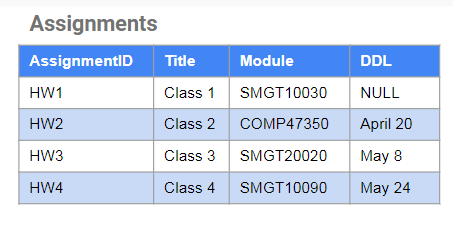 Assignments
AssignmentID Title Module DDL
HW1 Class 1 SMGT10030 NULL
HW2 Class 2 COMP47350 April 20
HW3 Class 3 SMGT20020 May 8
HW4 Class 4 SMGT10090 May 24